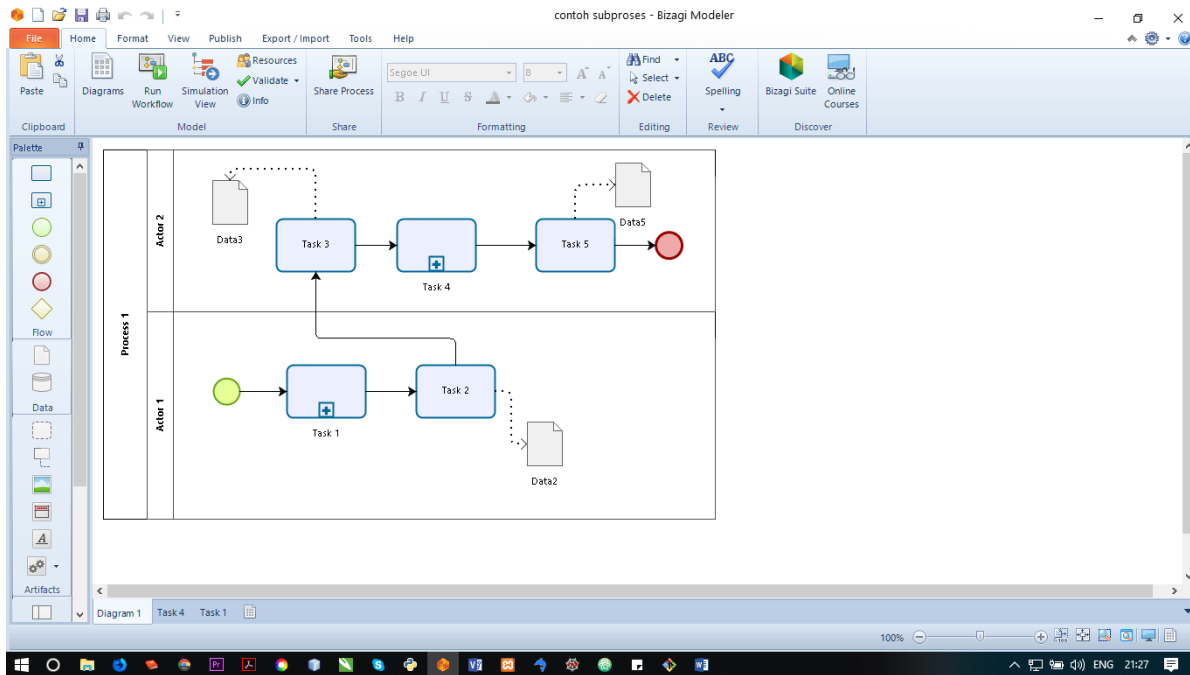 contoh subproses - Bizagi Modeler
File Home Format View Publish Export / Import Tools Help
Paste
Clipboard
Diagrams
Run Workflow
Simulation View
Resources
Validate
Info
Model
Share Process
Share
Segoe UI 8 A A
B I U S A
Formatting
Find
Select
Delete
Editing
ABC
Spelling
Review
Bizagi Suite
Online Courses
Discover
Palette
Flow
Data
A
Artifacts
Process 1
Actor 2
Data3
Task 3
Task 4
Task 5
Data5
Actor 1
Task 1
Task 2
Data2
Diagram 1 Task 4 Task 1
100%
Pr
ENG 21:27